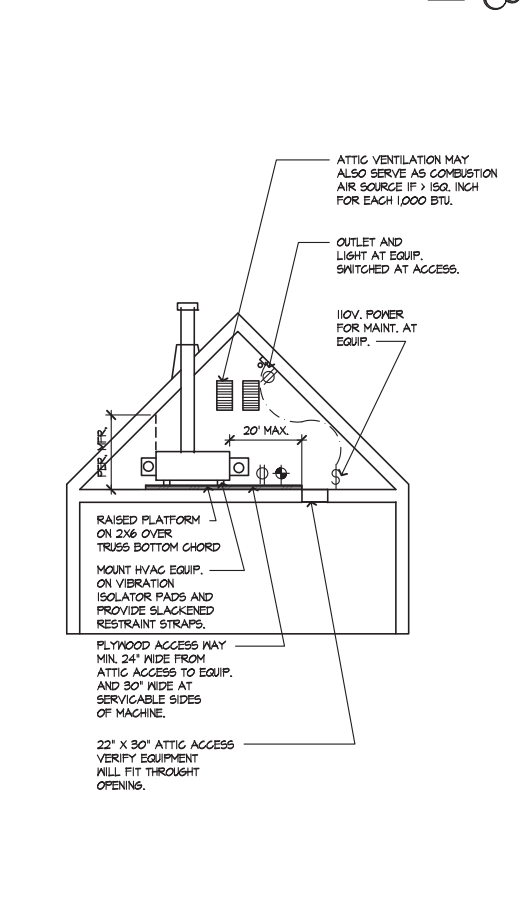 ATTIC VENTILATION MAY
ALSO SERVE AS COMBUSTION
AIR SOURCE IF > 1SQ. INCH
FOR EACH 1,000 BTU.
OUTLET AND
LIGHT AT EQUIP.
SWITCHED AT ACCESS.
110V. POWER
FOR MAINT. AT
EQUIP.
20' MAX.
PER. MFR.
RAISED PLATFORM
ON 2X6 OVER
TRUSS BOTTOM CHORD
MOUNT HVAC EQUIP.
ON VIBRATION
ISOLATOR PADS AND
PROVIDE SLACKENED
RESTRAINT STRAPS.
PLYWOOD ACCESS WAY
MIN. 24" WIDE FROM
ATTIC ACCESS TO EQUIP.
AND 30" WIDE AT
SERVICABLE SIDES
OF MACHINE.
22" X 30" ATTIC ACCESS
VERIFY EQUIPMENT
WILL FIT THROUGHT
OPENING.